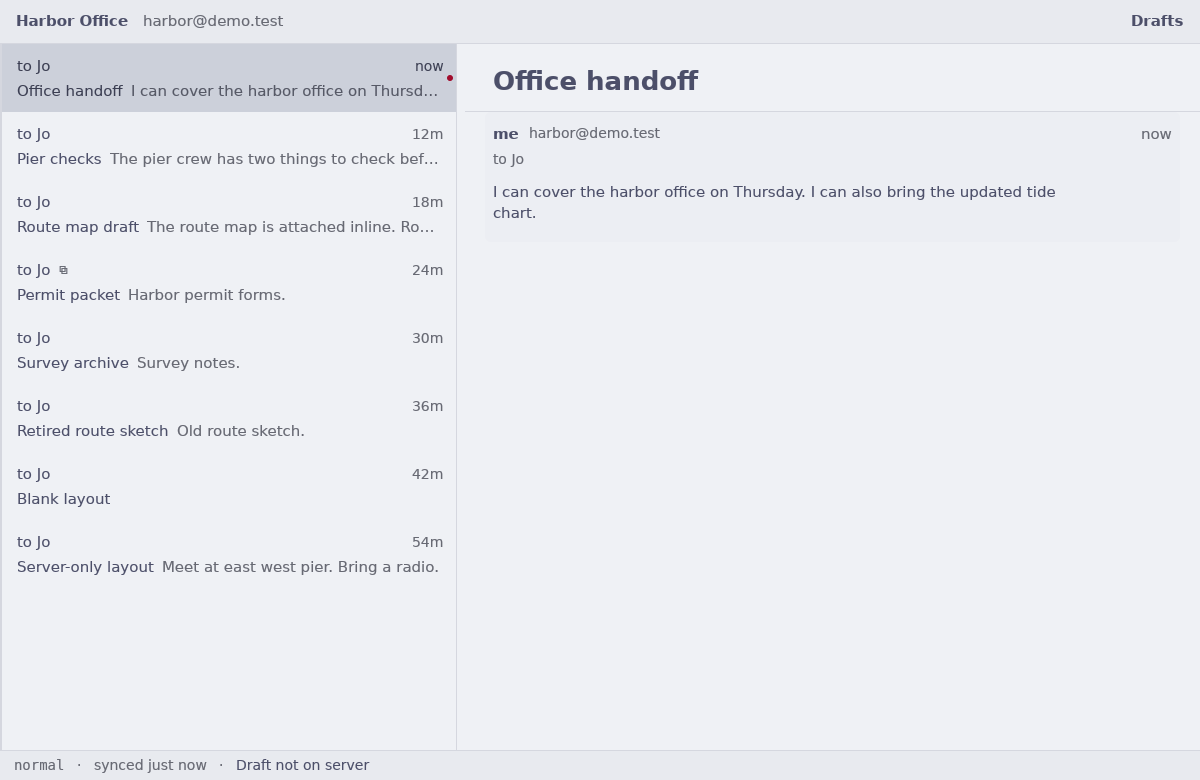 Harbor Office harbor@demo.test Drafts
to Jo now
Office handoff I can cover the harbor office on Thursd…
to Jo 12m
Pier checks The pier crew has two things to check bef…
to Jo 18m
Route map draft The route map is attached inline. Ro…
to Jo 24m
Permit packet Harbor permit forms.
to Jo 30m
Survey archive Survey notes.
to Jo 36m
Retired route sketch Old route sketch.
to Jo 42m
Blank layout
to Jo 54m
Server-only layout Meet at east west pier. Bring a radio.
Office handoff
me harbor@demo.test now
to Jo
I can cover the harbor office on Thursday. I can also bring the updated tide
chart.
normal · synced just now · Draft not on server